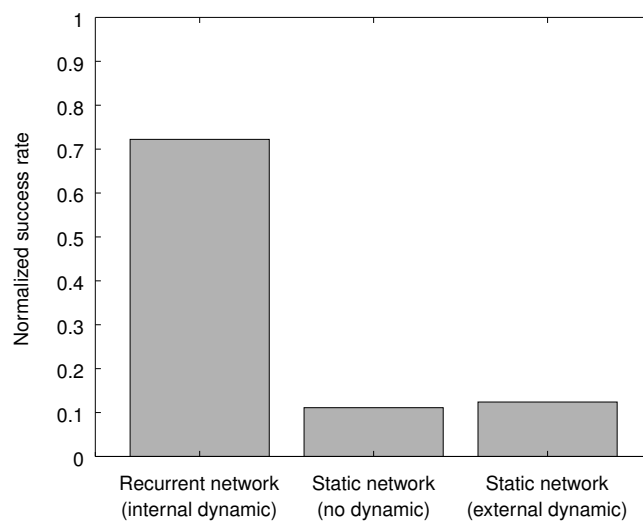 1
0.9
0.8
0.7
0.6
0.5
0.4
0.3
0.2
0.1
0
Normalized success rate
Recurrent network
(internal dynamic)
Static network
(no dynamic)
Static network
(external dynamic)